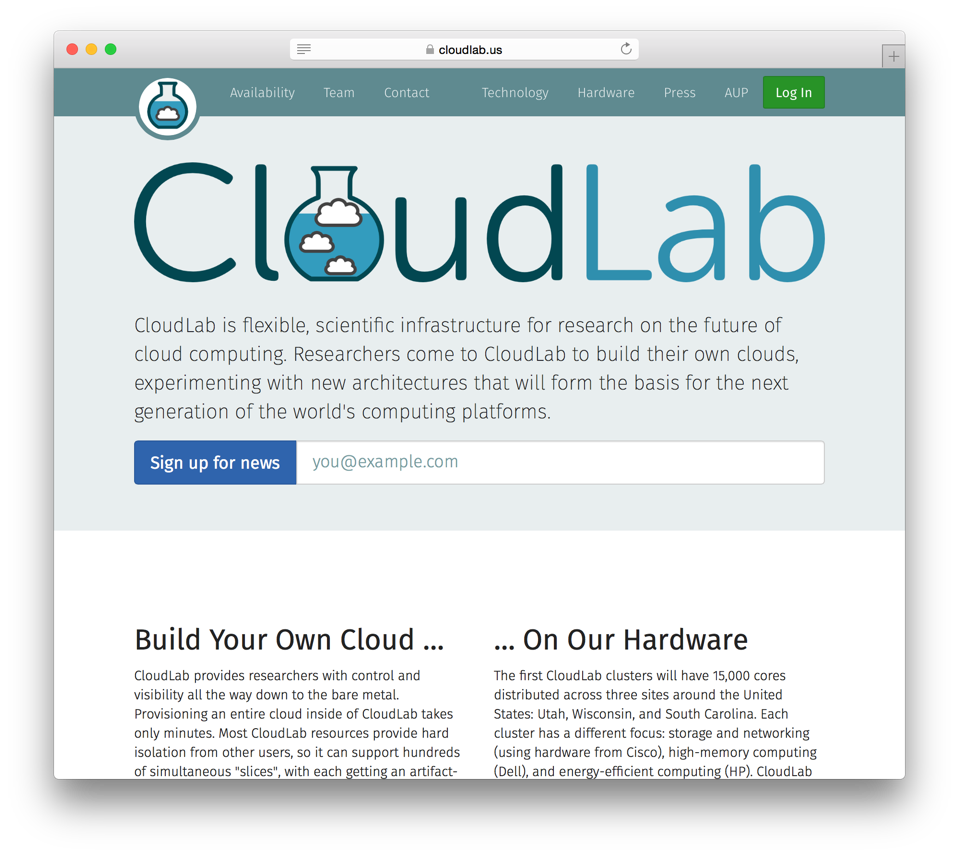 cloudlab.us
Availability Team Contact Technology Hardware Press AUP Log In
CloudLab
CloudLab is flexible, scientific infrastructure for research on the future of
cloud computing. Researchers come to CloudLab to build their own clouds,
experimenting with new architectures that will form the basis for the next
generation of the world's computing platforms.
Sign up for news you@example.com
Build Your Own Cloud ...
CloudLab provides researchers with control and
visibility all the way down to the bare metal.
Provisioning an entire cloud inside of CloudLab takes
only minutes. Most CloudLab resources provide hard
isolation from other users, so it can support hundreds
of simultaneous "slices", with each getting an artifact-
... On Our Hardware
The first CloudLab clusters will have 15,000 cores
distributed across three sites around the United
States: Utah, Wisconsin, and South Carolina. Each
cluster has a different focus: storage and networking
(using hardware from Cisco), high-memory computing
(Dell), and energy-efficient computing (HP). CloudLab